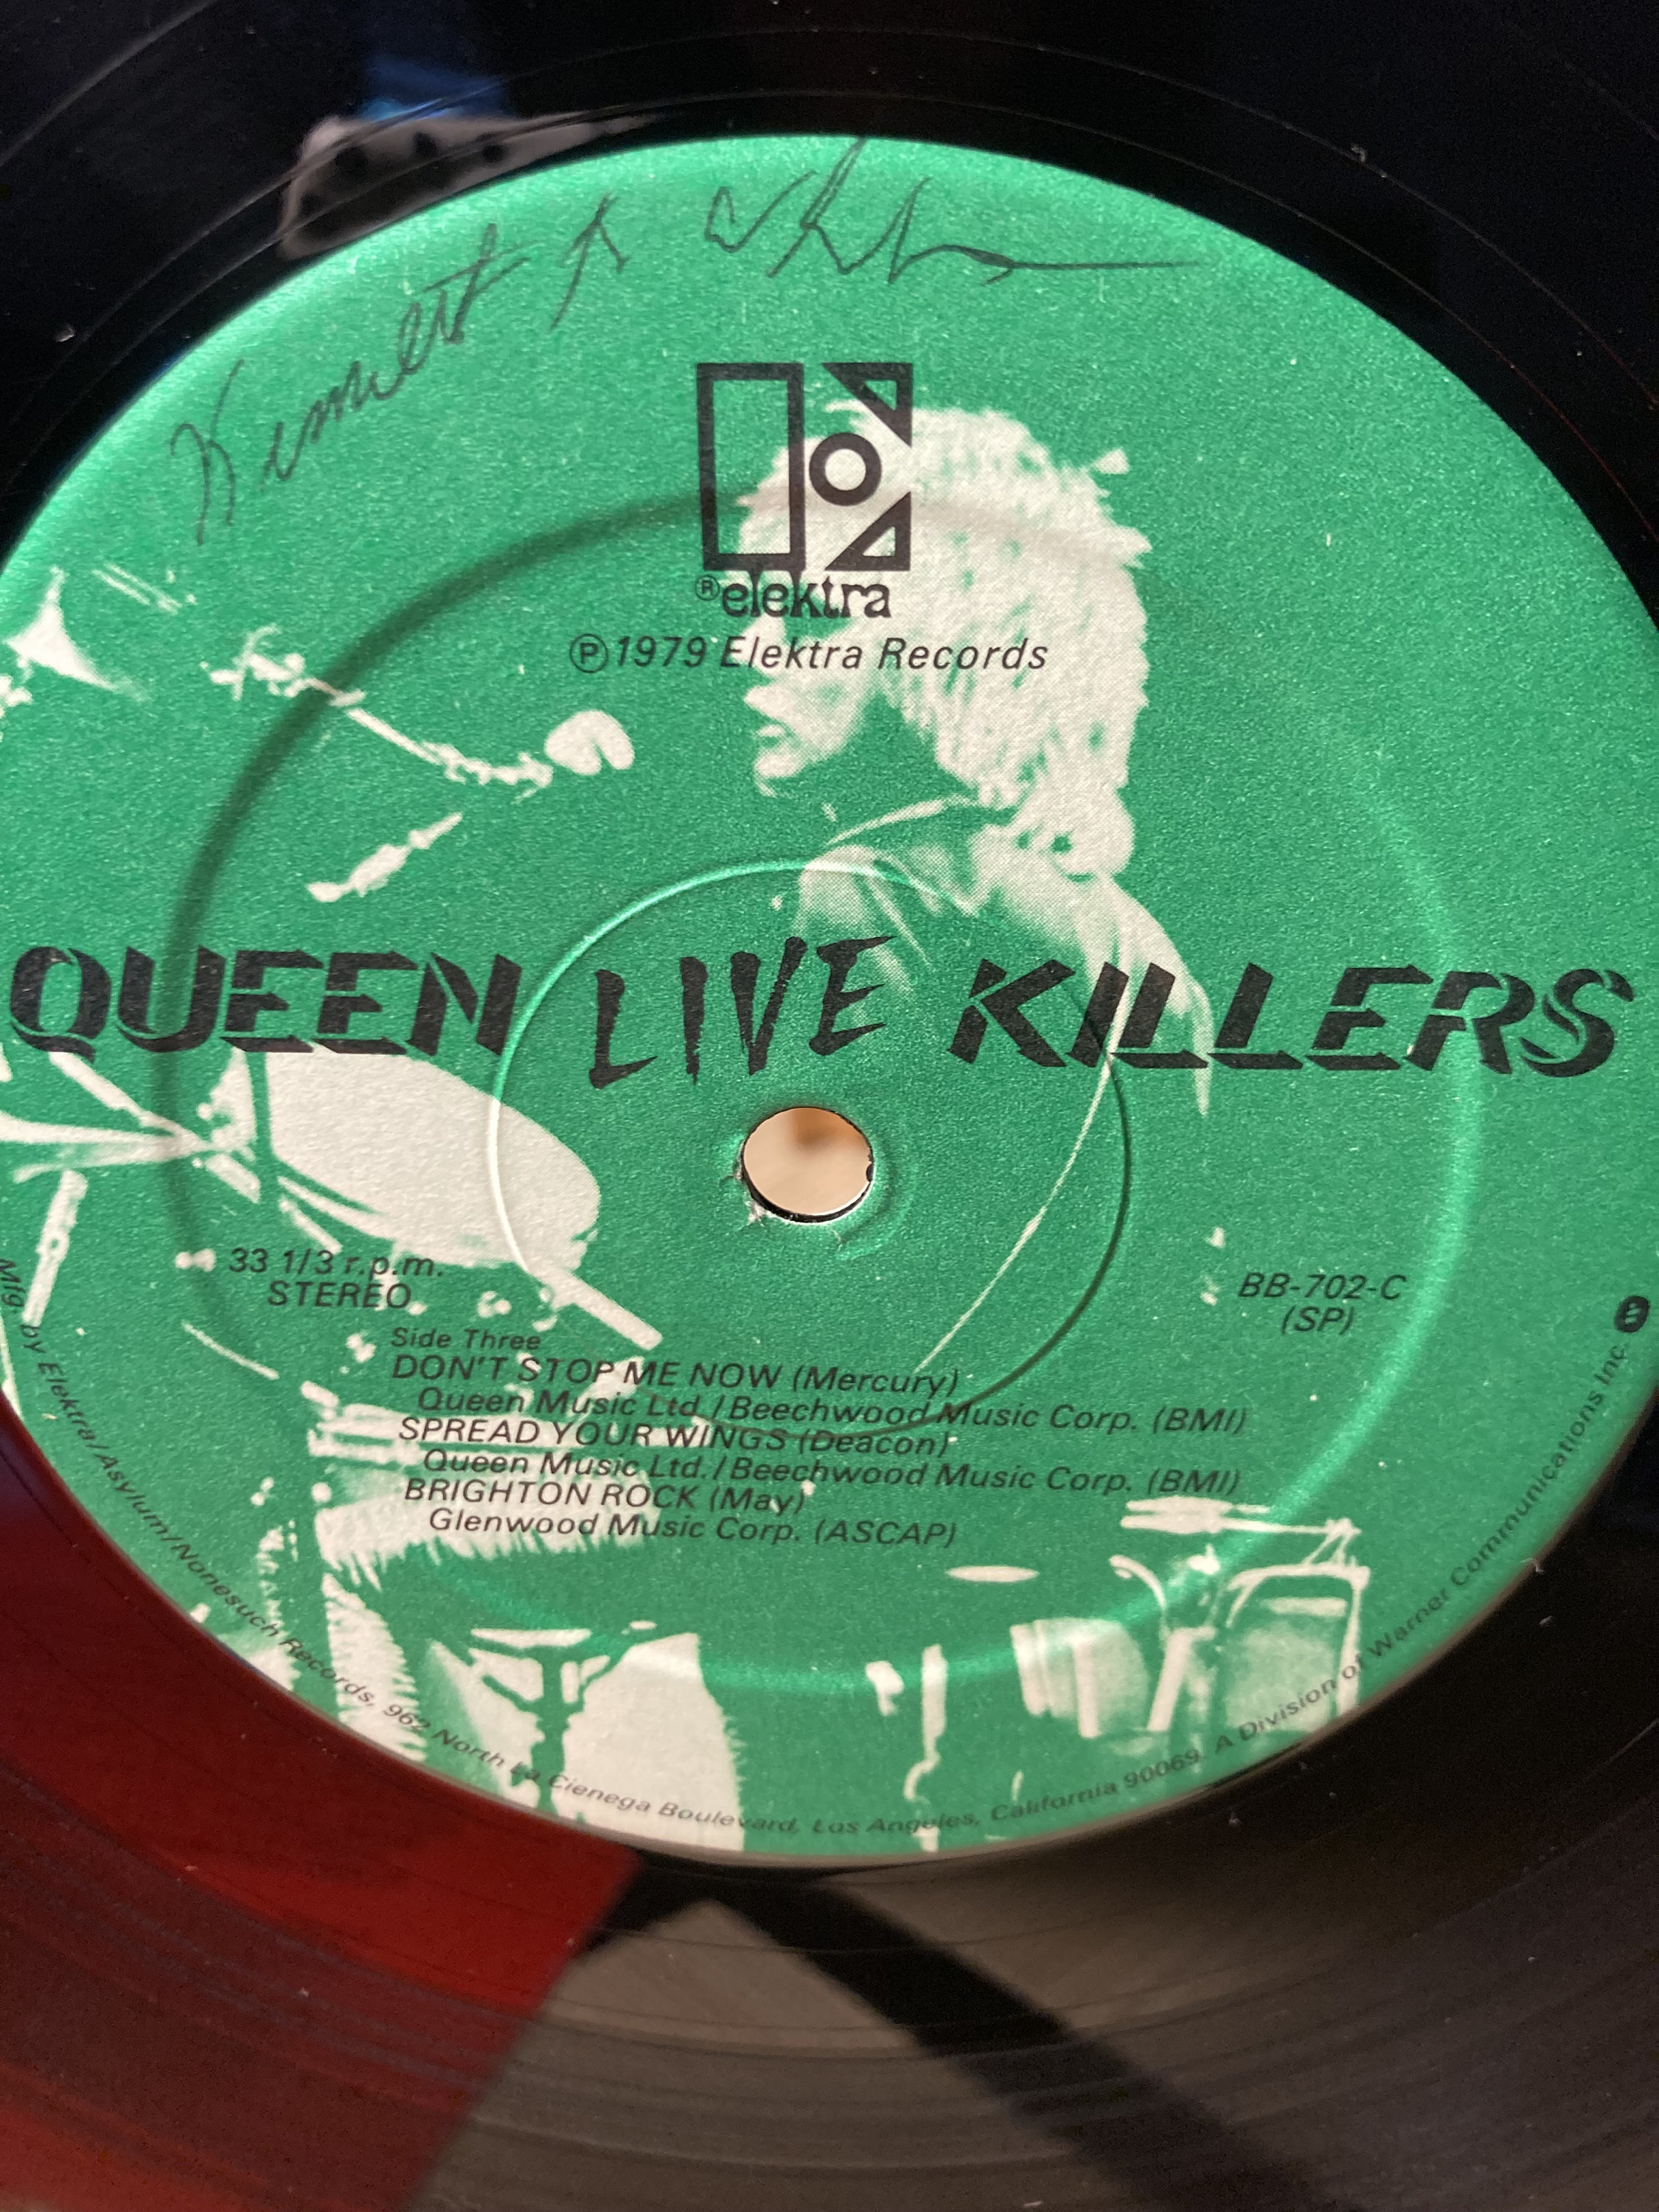 ® elektra
℗ 1979 Elektra Records
QUEEN LIVE KILLERS
33 1/3 r.p.m.
STEREO
BB-702-C
(SP)
Side Three
DON'T STOP ME NOW (Mercury)
Queen Music Ltd./Beechwood Music Corp. (BMI)
SPREAD YOUR WINGS (Deacon)
Queen Music Ltd./Beechwood Music Corp. (BMI)
BRIGHTON ROCK (May)
Glenwood Music Corp. (ASCAP)
Mfg. by Elektra/Asylum/Nonesuch Records, 962 North La Cienega Boulevard, Los Angeles, California 90069. A Division of Warner Communications Inc.